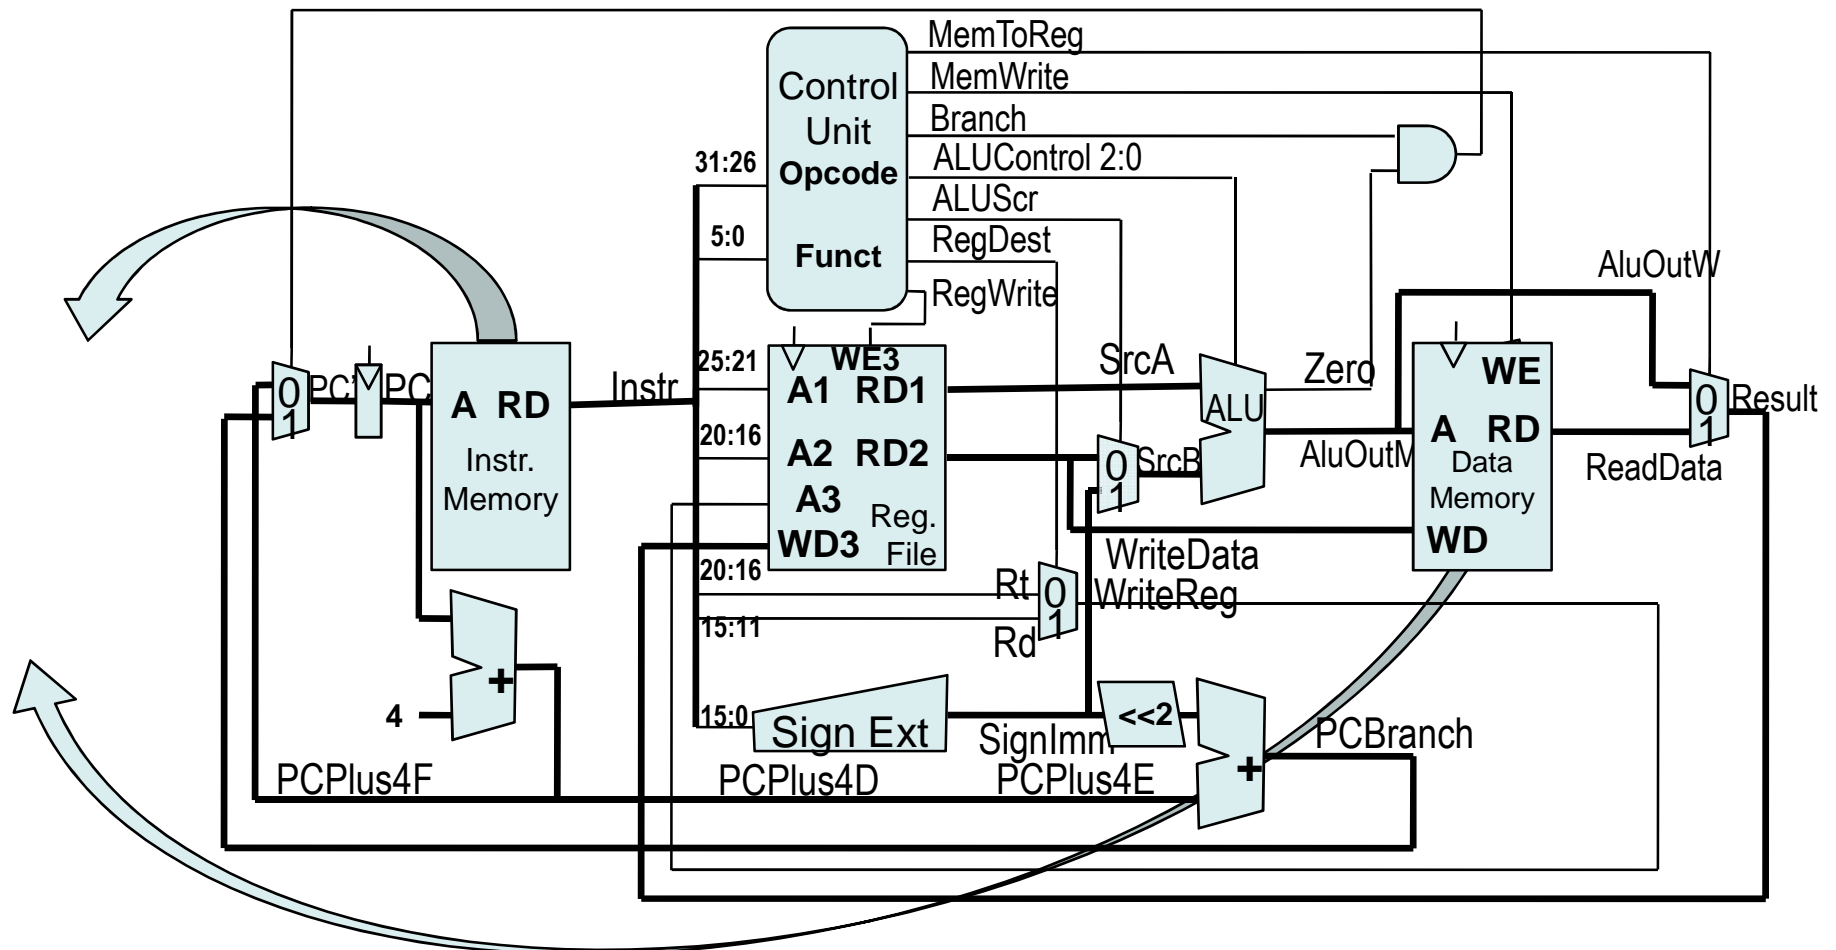 MemToReg
MemWrite
Branch
ALUControl 2:0
ALUScr
RegDest
RegWrite
Control
Unit
Opcode
Funct
31:26
5:0
AluOutW
25:21
WE3
A1 RD1
SrcA
Zero
WE
0
1
PC'
PC
A RD
Instr.
Memory
Instr
20:16
A2 RD2
A3
WD3
Reg.
File
0
1
SrcB
ALU
AluOutM
A RD
Data
Memory
WD
ReadData
0
1
Result
WriteData
20:16
Rt
0
1
WriteReg
15:11
Rd
+
4
15:0
Sign Ext
SignImm
<<2
+
PCBranch
PCPlus4F
PCPlus4D
PCPlus4E